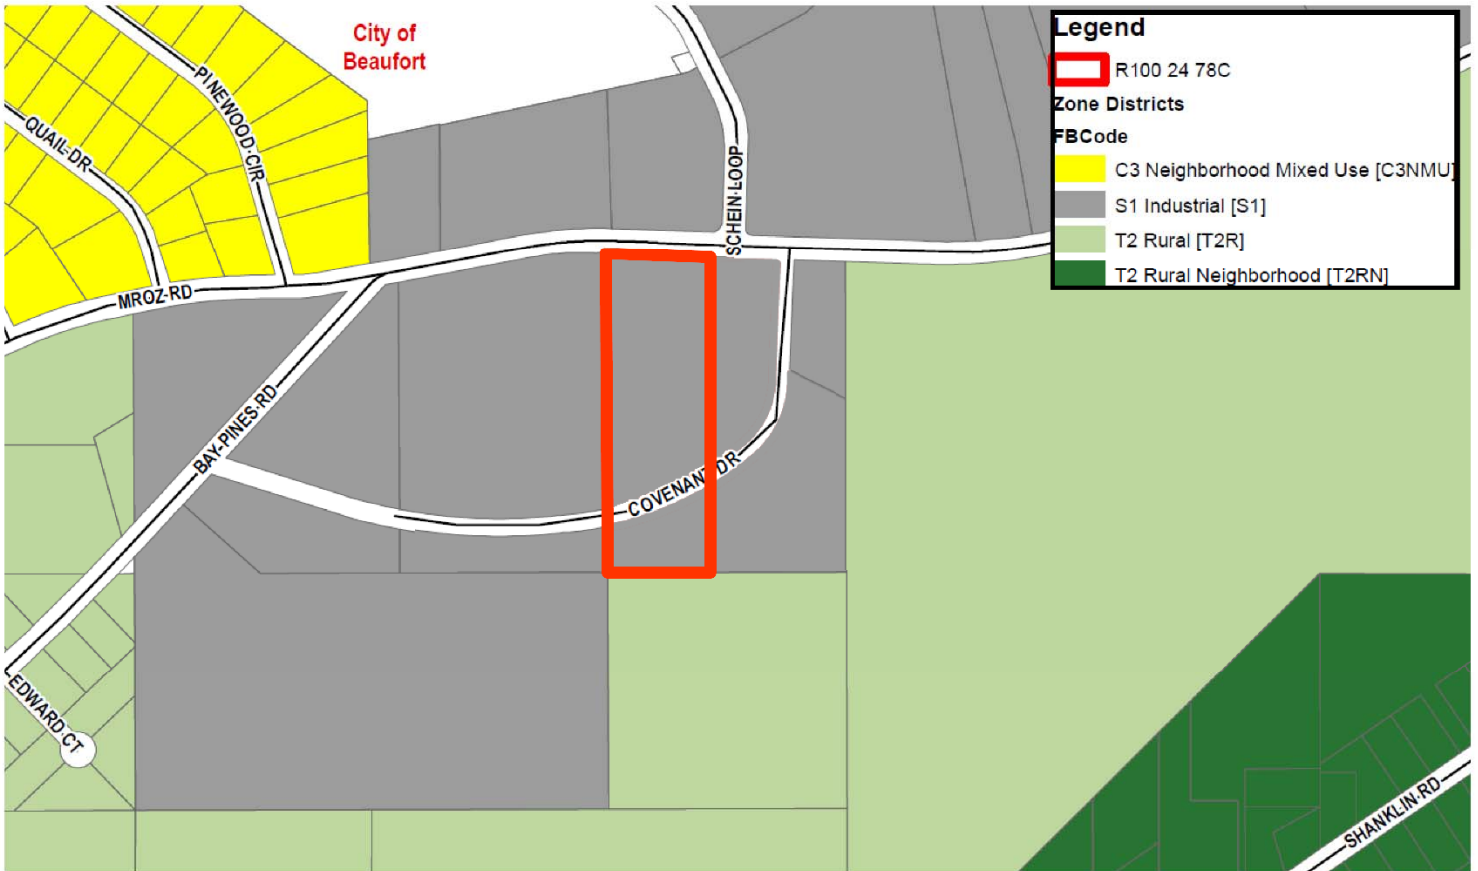 City of
Beaufort
Legend
R100 24 78C
Zone Districts
FBCode
C3 Neighborhood Mixed Use [C3NMU]
S1 Industrial [S1]
T2 Rural [T2R]
T2 Rural Neighborhood [T2RN]
PINEWOOD CIR
QUAIL DR
SCHEIN LOOP
MROZ RD
BAY PINES RD
COVENANT DR
EDWARD CT
SHANKLIN RD